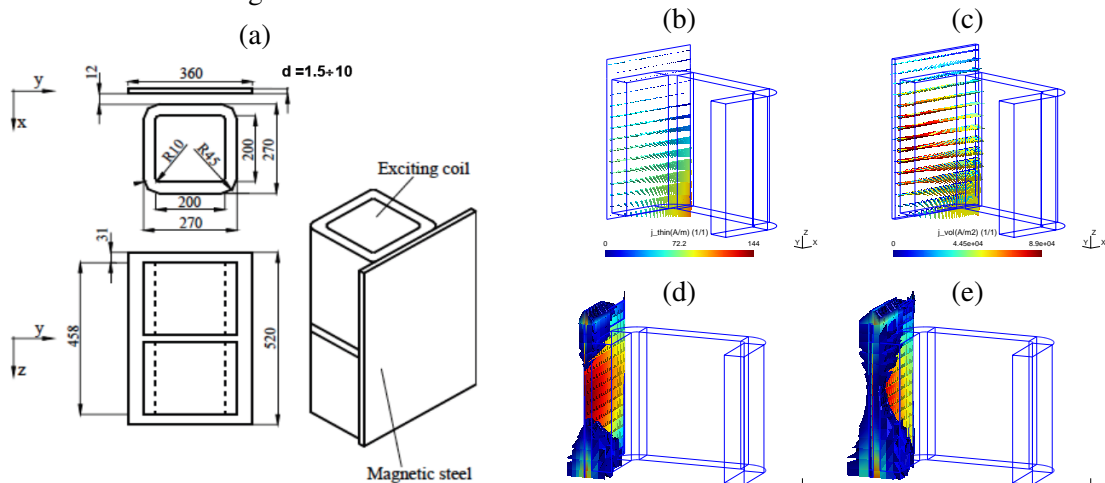 (a)
12
360
d =1.5÷10
y
x
R10
R45
200
270
200
270
Exciting coil
31
458
520
y
z
Magnetic steel
(b)
(c)
j_thin(A/m) (1/1)
0
72.2
144
Z
Y
X
j_vol(A/m2) (1/1)
0
4.45e+04
8.9e+04
Z
Y
X
(d)
(e)